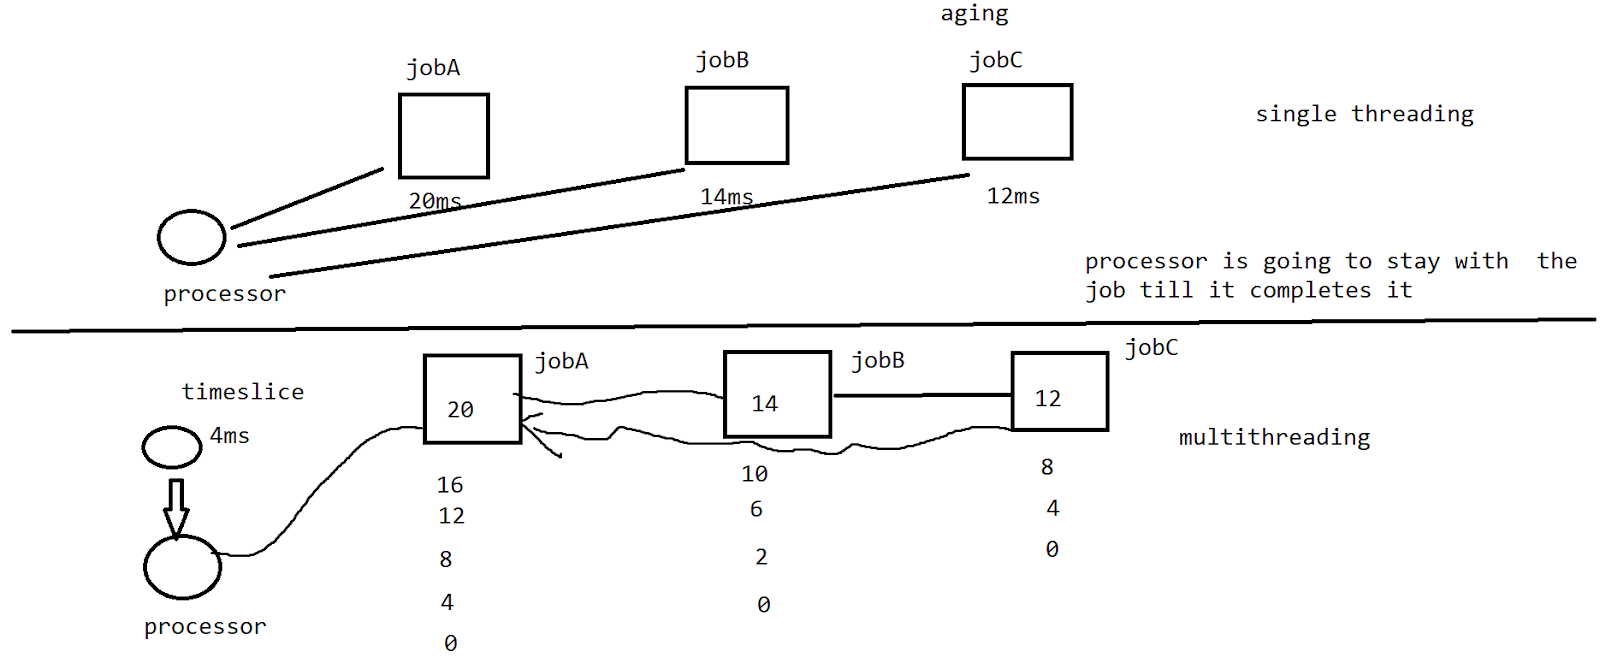 aging
jobA
jobB
jobC
single threading
20ms
14ms
12ms
processor
processor is going to stay with  the
job till it completes it
timeslice
4ms
processor
jobA
20
16
12
8
4
0
jobB
14
10
6
2
0
jobC
12
8
4
0
multithreading